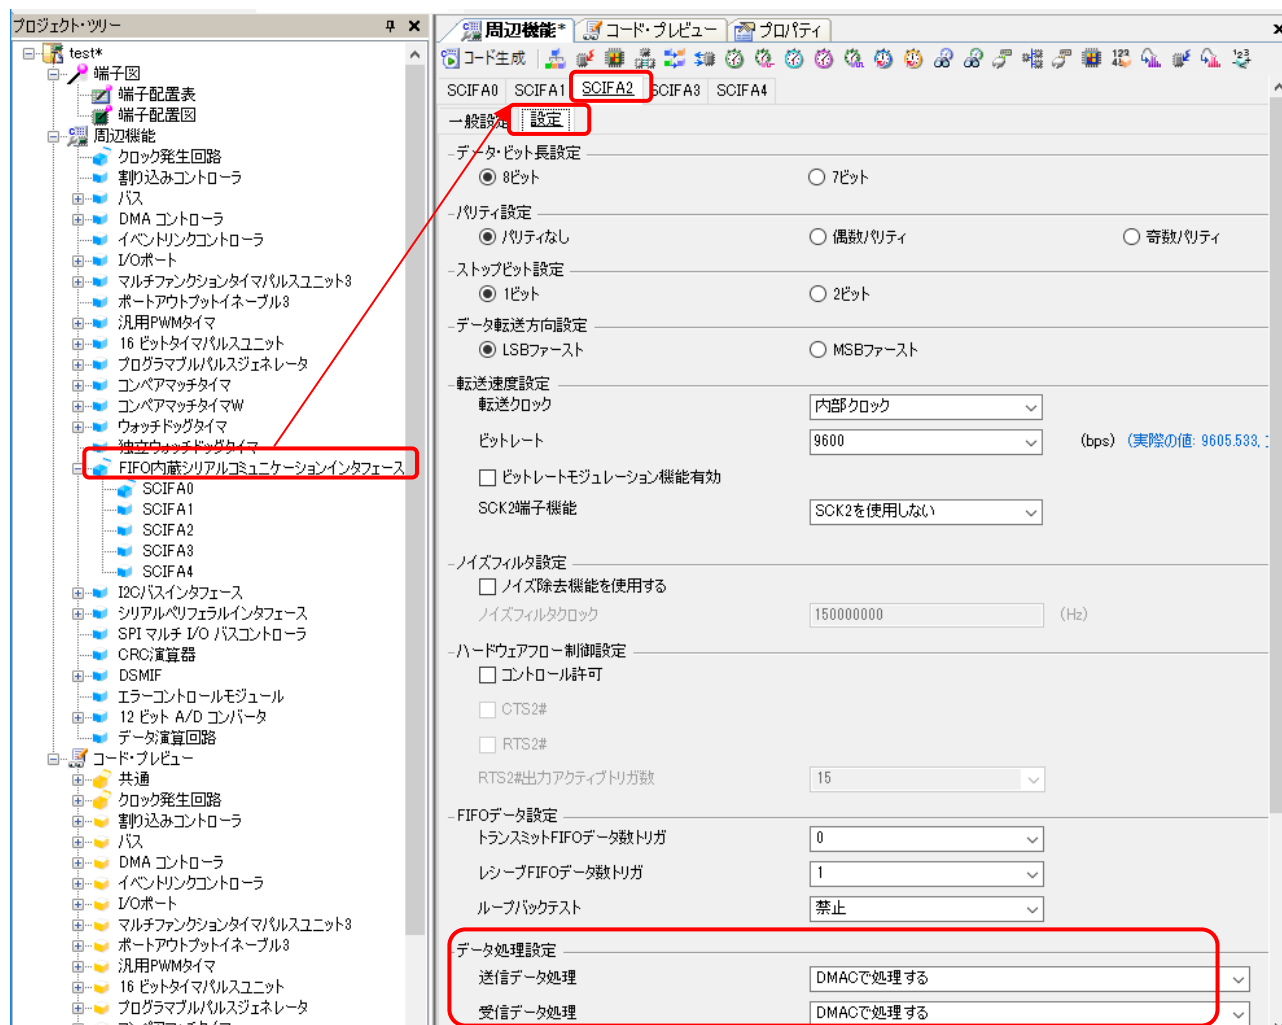 プロジェクト・ツリー
test*
端子図
端子配置表
端子配置図
周辺機能
クロック発生回路
割り込みコントローラ
バス
DMA コントローラ
イベントリンクコントローラ
I/Oポート
マルチファンクションタイマパルスユニット3
ポートアウトプットイネーブル3
汎用PWMタイマ
16 ビットタイマパルスユニット
プログラマブルパルスジェネレータ
コンペアマッチタイマ
コンペアマッチタイマW
ウォッチドッグタイマ
独立ウォッチドッグタイマ
FIFO内蔵シリアルコミュニケーションインタフェース
SCIFA0
SCIFA1
SCIFA2
SCIFA3
SCIFA4
I2Cバスインタフェース
シリアルペリフェラルインタフェース
SPI マルチ I/O バスコントローラ
CRC演算器
DSMIF
エラーコントロールモジュール
12 ビット A/D コンバータ
データ演算回路
コード・プレビュー
共通
クロック発生回路
割り込みコントローラ
バス
DMA コントローラ
イベントリンクコントローラ
I/Oポート
マルチファンクションタイマパルスユニット3
ポートアウトプットイネーブル3
汎用PWMタイマ
16 ビットタイマパルスユニット
プログラマブルパルスジェネレータ
周辺機能* コード・プレビュー プロパティ
コード生成
SCIFA0 SCIFA1 SCIFA2 SCIFA3 SCIFA4
一般設定 設定
データ・ビット長設定
8ビット 7ビット
パリティ設定
パリティなし 偶数パリティ 奇数パリティ
ストップビット設定
1ビット 2ビット
データ転送方向設定
LSBファースト MSBファースト
転送速度設定
転送クロック 内部クロック
ビットレート 9600 (bps) (実際の値: 9605.533,
ビットレートモジュレーション機能有効
SCK2端子機能 SCK2を使用しない
ノイズフィルタ設定
ノイズ除去機能を使用する
ノイズフィルタクロック 150000000 (Hz)
ハードウェアフロー制御設定
コントロール許可
CTS2#
RTS2#
RTS2#出力アクティブトリガ数 15
FIFOデータ設定
トランスミットFIFOデータ数トリガ 0
レシーブFIFOデータ数トリガ 1
ループバックテスト 禁止
データ処理設定
送信データ処理 DMACで処理する
受信データ処理 DMACで処理する